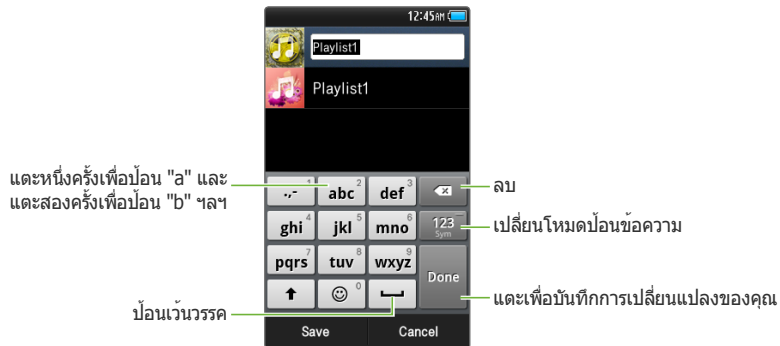 12:45AM
Playlist1
Playlist1
แตะหนึ่งครั้งเพื่อป้อน "a" และ
แตะสองครั้งเพื่อป้อน "b" ฯลฯ
.,- 1
abc 2
def 3
ลบ
ghi 4
jkl 5
mno 6
123
Sym
เปลี่ยนโหมดป้อนข้อความ
pqrs 7
tuv 8
wxyz 9
Done
0
แตะเพื่อบันทึกการเปลี่ยนแปลงของคุณ
ป้อนเว้นวรรค
Save
Cancel